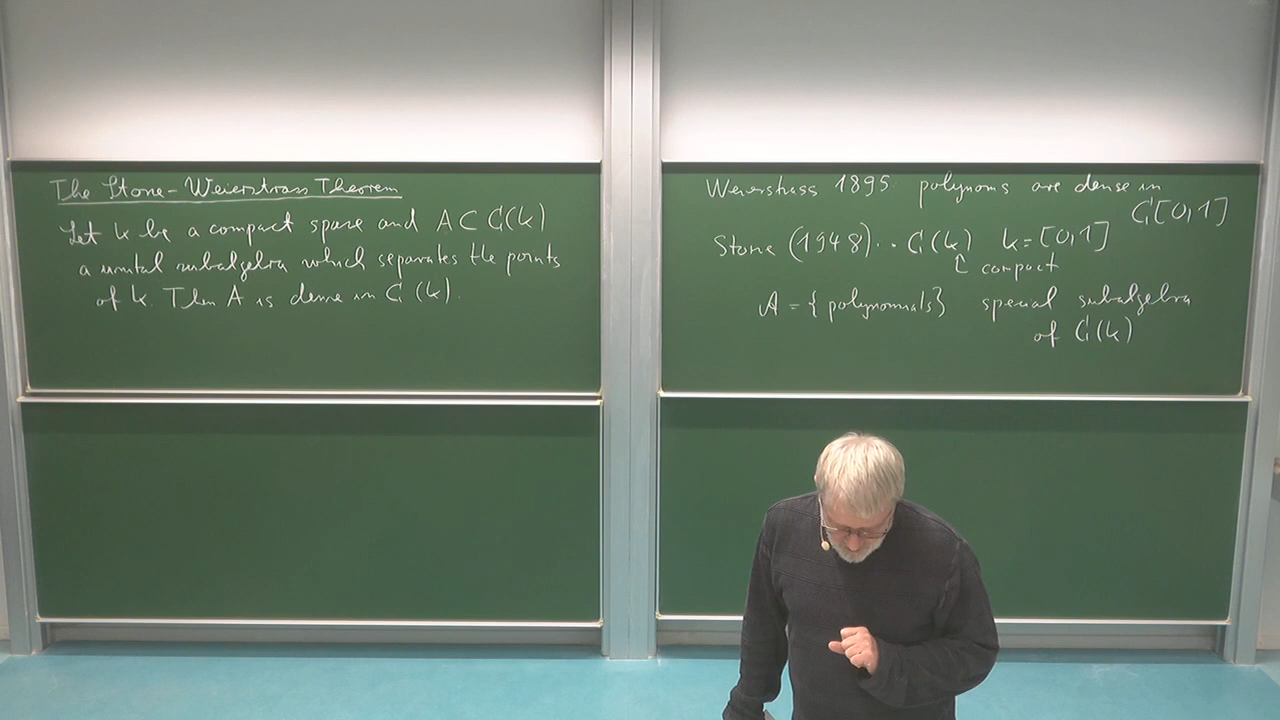 The Stone-Weierstrass Theorem
Let K be a compact space and A ⊂ C(K)
a unital subalgebra which separates the points
of K. Then A is dense in C(K).
Weierstrass 1895 polynoms are dense in
C[0,1]
Stone (1948) .. C(K) K = [0,1]
↑ compact
A = { polynomials } special subalgebra
of C(K)